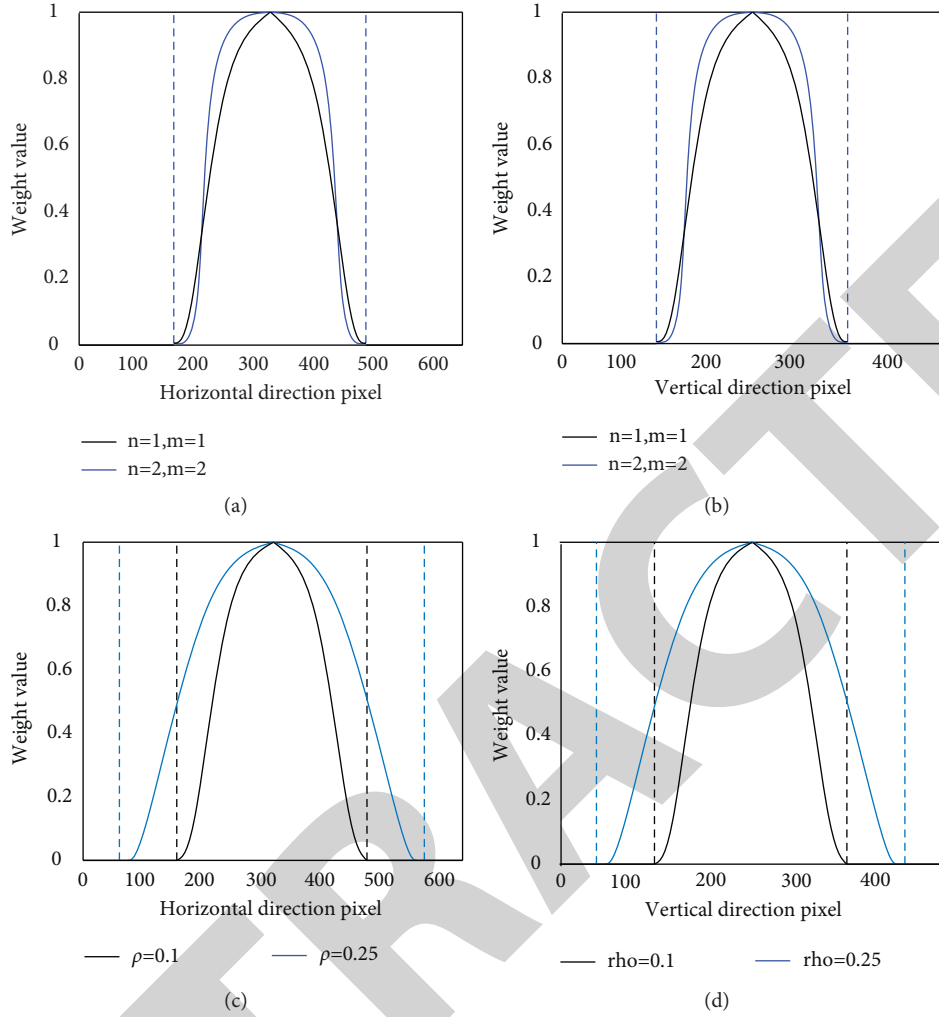 1
0.8
0.6
0.4
0.2
0
Weight value
0 100 200 300 400 500 600
Horizontal direction pixel
n=1,m=1
n=2,m=2
(a)
1
0.8
0.6
0.4
0.2
0
Weight value
0 100 200 300 400
Vertical direction pixel
n=1,m=1
n=2,m=2
(b)
1
0.8
0.6
0.4
0.2
0
Weight value
0 100 200 300 400 500 600
Horizontal direction pixel
ρ=0.1 ρ=0.25
(c)
1
0.8
0.6
0.4
0.2
0
Weight value
0 100 200 300 400
Vertical direction pixel
rho=0.1 rho=0.25
(d)
TRACTE